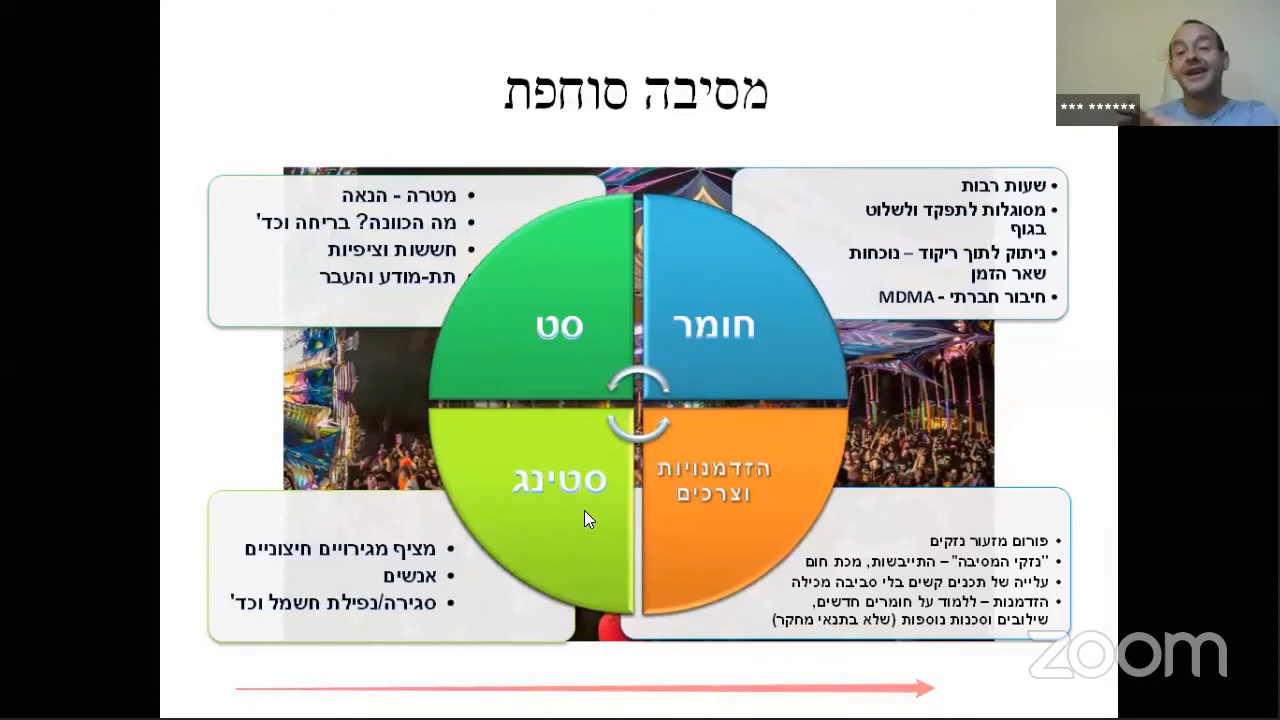 מסיבה סוחפת
*** ******
• שעות רבות
• מסוגלות לתפקד ולשלוט
בגוף
• ניתוק לתוך ריקוד – נוכחות
שאר הזמן
• חיבור חברתי - MDMA
• מטרה - הנאה
• מה הכוונה? בריחה וכד'
• חששות וציפיות
• תת-מודע והעבר
חומר
סט
הזדמנויות
וצרכים
סטינג
• פורום מזעור נזקים
• "נזקי המסיבה" – התייבשות, מכת חום
• עלייה של תכנים קשים בלי סביבה מכילה
• הזדמנות – ללמוד על חומרים חדשים,
שילובים וסכנות נוספות (שלא בתנאי מחקר)
• מציף מגירויים חיצוניים
• אנשים
• סגירה/נפילת חשמל וכד'
zoom